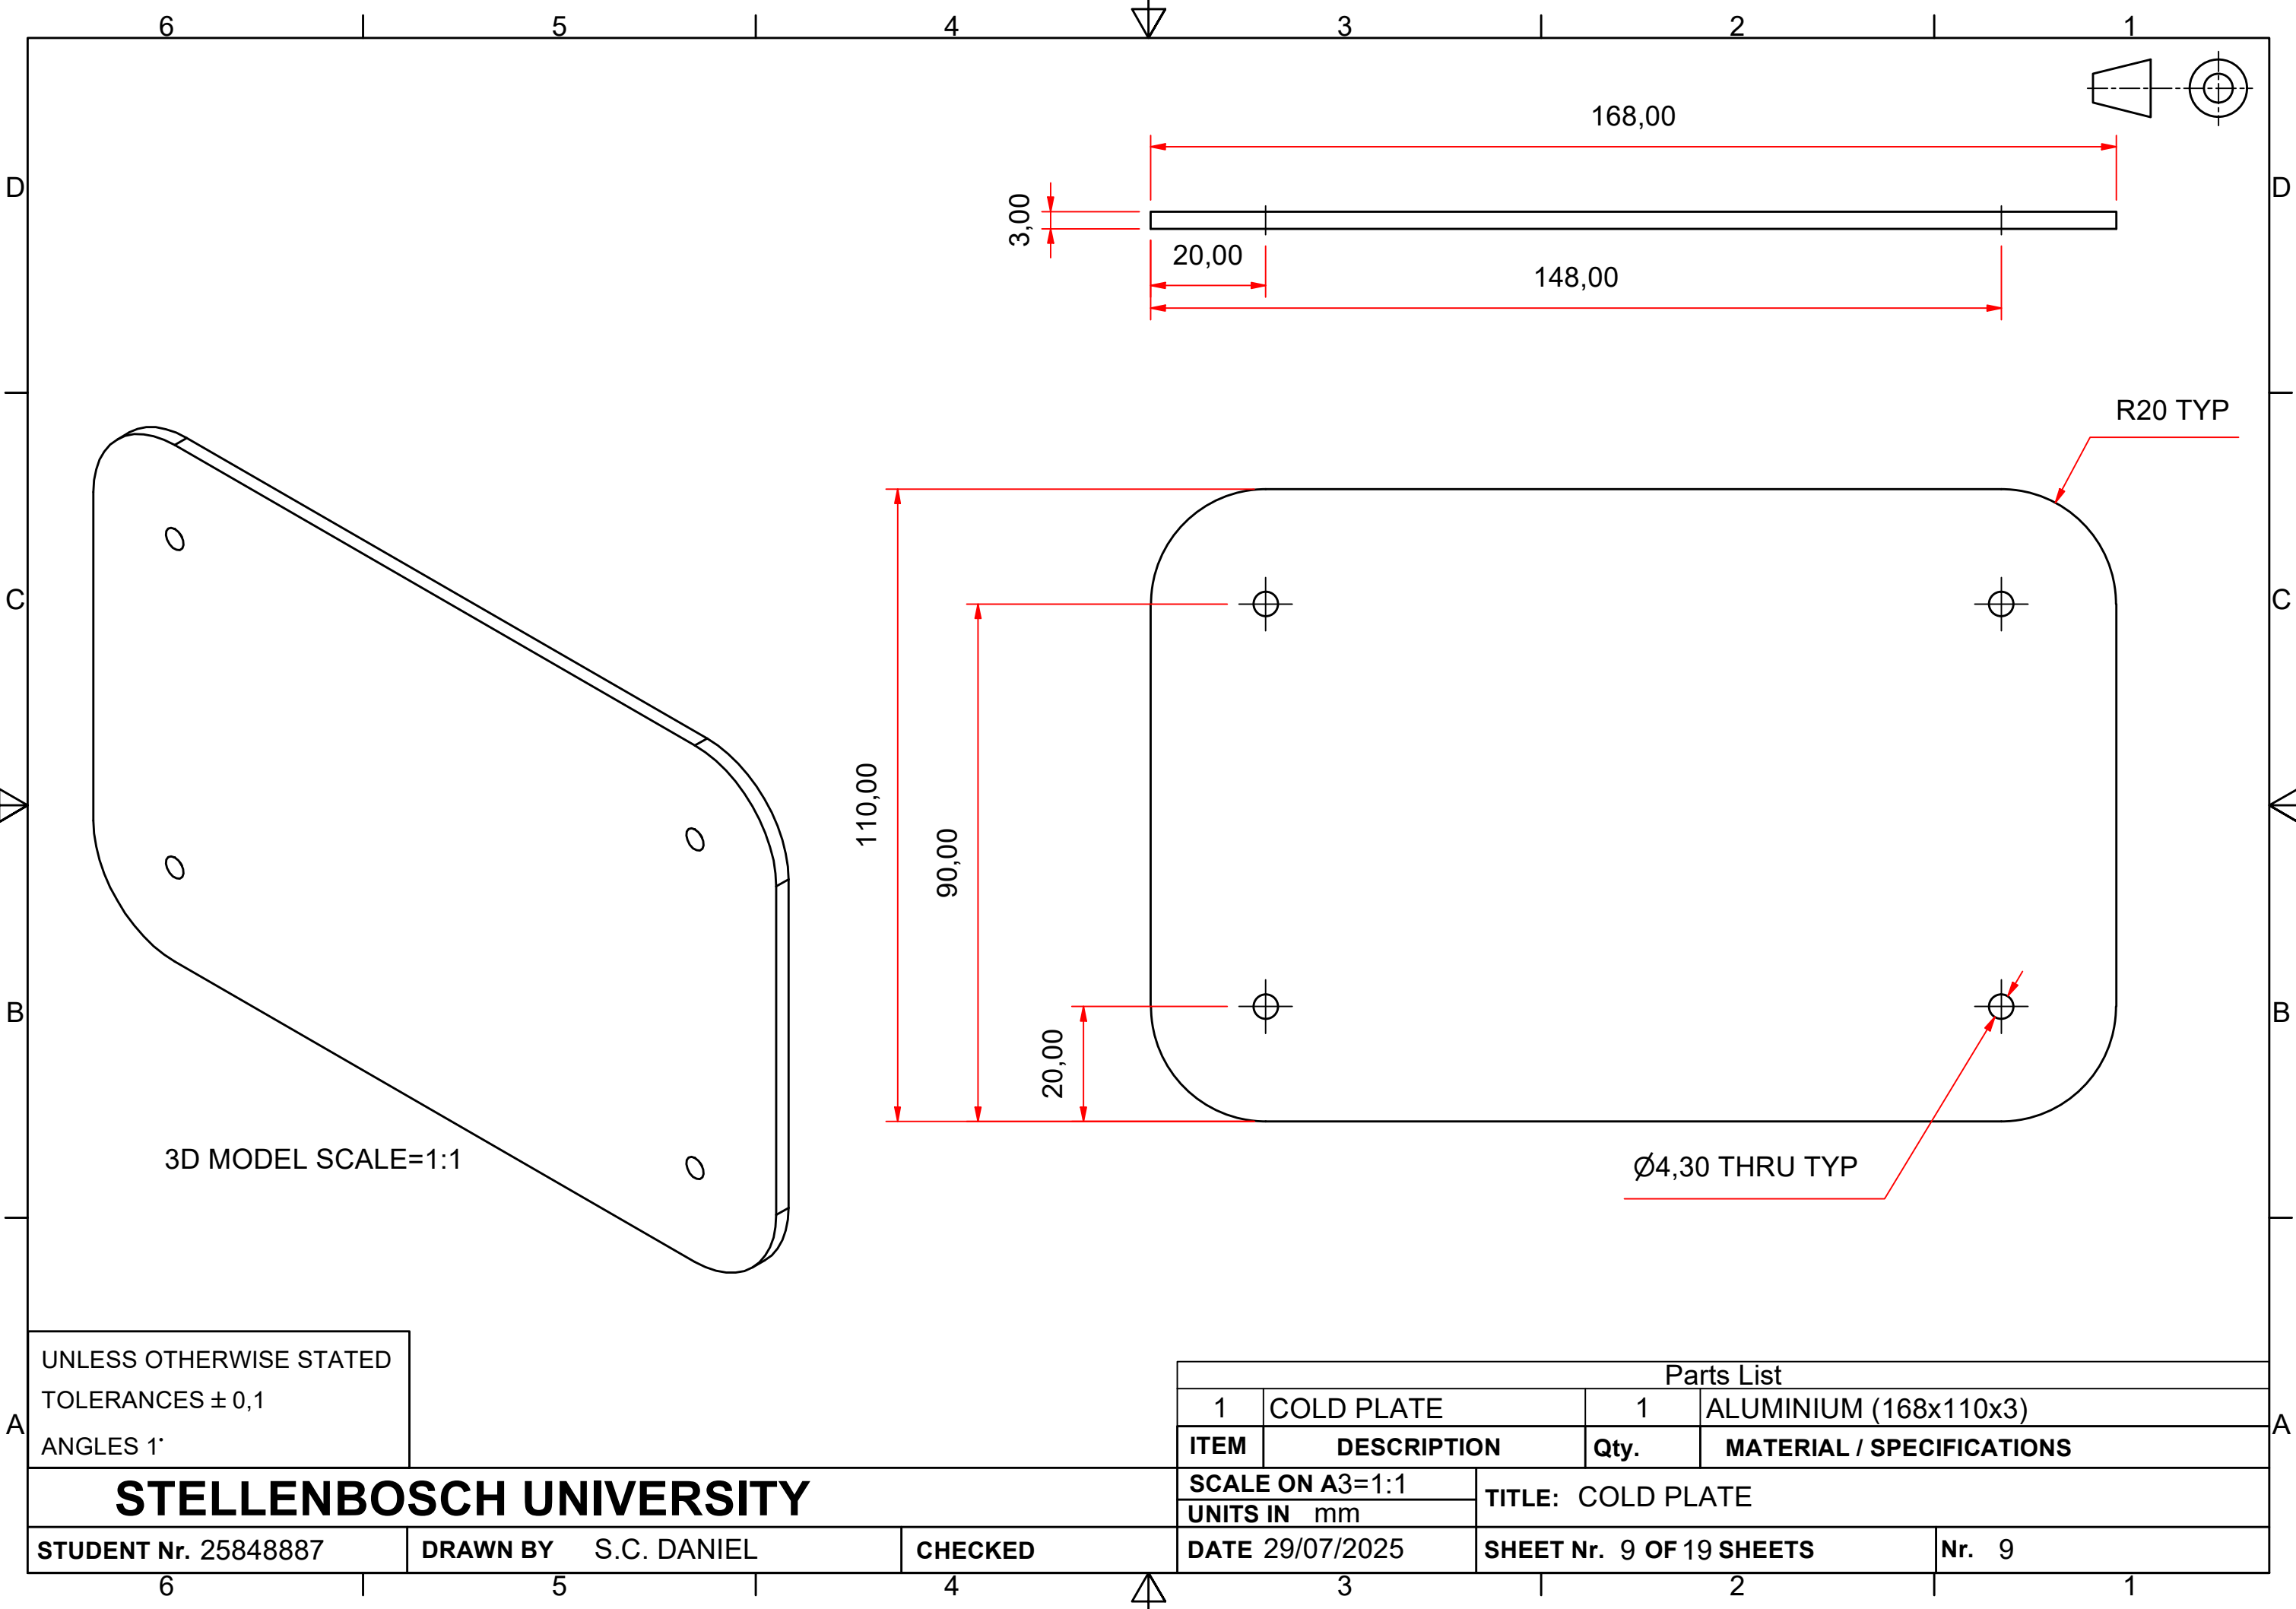 6 5 4 3 2 1
168,00
D D
3,00
20,00
148,00
R20 TYP
C C
110,00
90,00
B B
20,00
3D MODEL SCALE=1:1
Ø4,30 THRU TYP
UNLESS OTHERWISE STATED
TOLERANCES ± 0,1
ANGLES 1°
Parts List
1 COLD PLATE 1 ALUMINIUM (168x110x3)
A A
ITEM DESCRIPTION Qty. MATERIAL / SPECIFICATIONS
STELLENBOSCH UNIVERSITY
SCALE ON A3=1:1
UNITS IN mm
TITLE: COLD PLATE
STUDENT Nr. 25848887 DRAWN BY S.C. DANIEL CHECKED DATE 29/07/2025 SHEET Nr. 9 OF 19 SHEETS Nr. 9
6 5 4 3 2 1